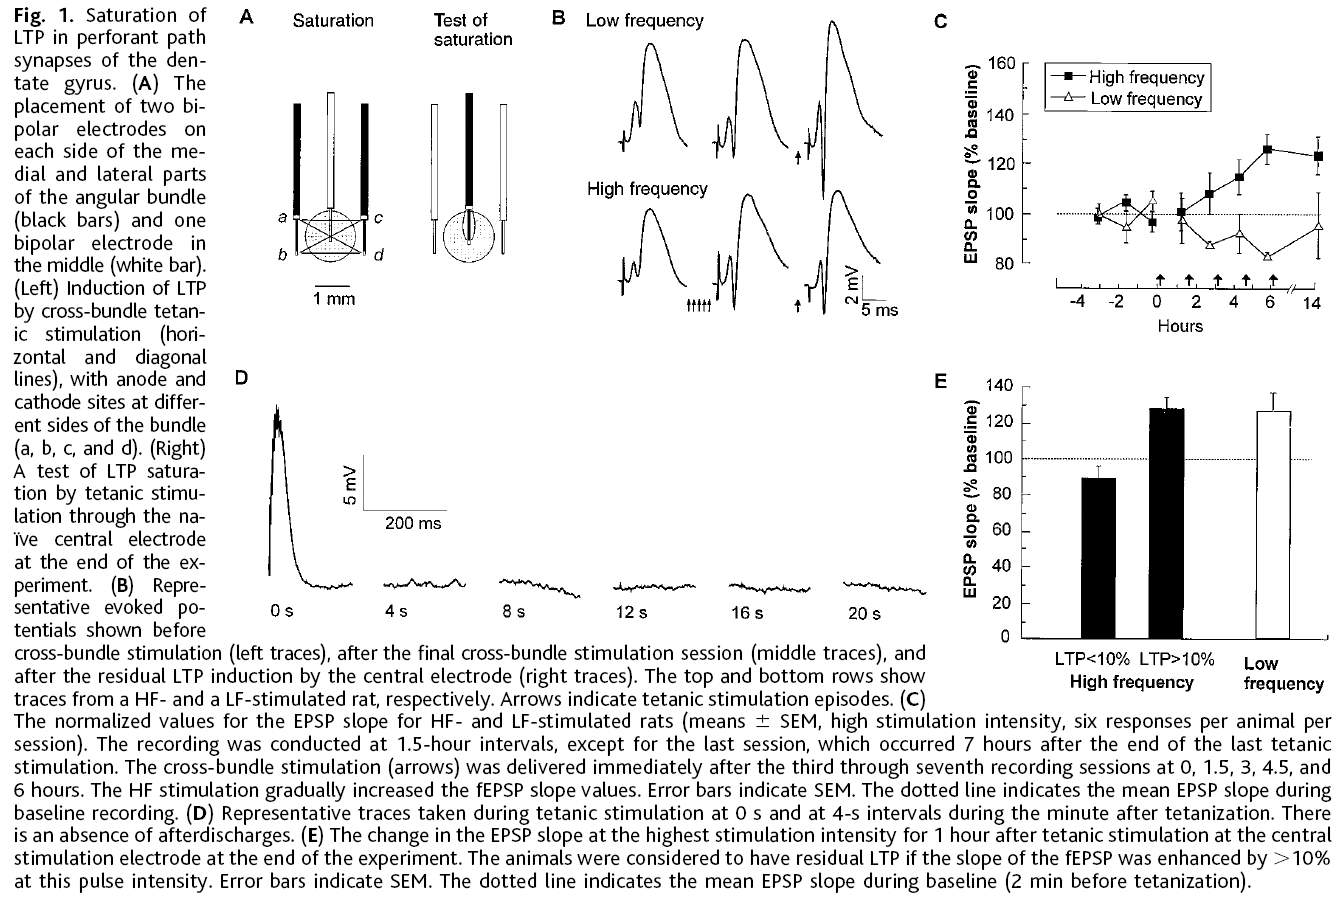 Fig. 1. Saturation of
LTP in perforant path
synapses of the den-
tate gyrus. (A) The
placement of two bi-
polar electrodes on
each side of the me-
dial and lateral parts
of the angular bundle
(black bars) and one
bipolar electrode in
the middle (white bar).
(Left) Induction of LTP
by cross-bundle tetan-
ic stimulation (hori-
zontal and diagonal
lines), with anode and
cathode sites at differ-
ent sides of the bundle
(a, b, c, and d). (Right)
A test of LTP satura-
tion by tetanic stimu-
lation through the na-
ïve central electrode
at the end of the ex-
periment. (B) Repre-
sentative evoked po-
tentials shown before
cross-bundle stimulation (left traces), after the final cross-bundle stimulation session (middle traces), and
after the residual LTP induction by the central electrode (right traces). The top and bottom rows show
traces from a HF- and a LF-stimulated rat, respectively. Arrows indicate tetanic stimulation episodes. (C)
The normalized values for the EPSP slope for HF- and LF-stimulated rats (means ± SEM, high stimulation intensity, six responses per animal per
session). The recording was conducted at 1.5-hour intervals, except for the last session, which occurred 7 hours after the end of the last tetanic
stimulation. The cross-bundle stimulation (arrows) was delivered immediately after the third through seventh recording sessions at 0, 1.5, 3, 4.5, and
6 hours. The HF stimulation gradually increased the fEPSP slope values. Error bars indicate SEM. The dotted line indicates the mean EPSP slope during
baseline recording. (D) Representative traces taken during tetanic stimulation at 0 s and at 4-s intervals during the minute after tetanization. There
is an absence of afterdischarges. (E) The change in the EPSP slope at the highest stimulation intensity for 1 hour after tetanic stimulation at the central
stimulation electrode at the end of the experiment. The animals were considered to have residual LTP if the slope of the fEPSP was enhanced by >10%
at this pulse intensity. Error bars indicate SEM. The dotted line indicates the mean EPSP slope during baseline (2 min before tetanization).
A
Saturation
Test of
saturation
a
c
b
d
1 mm
B
Low frequency
High frequency
2 mV
5 ms
C
EPSP slope (% baseline)
160
140
120
100
80
High frequency
Low frequency
-4 -2 0 2 4 6 14
Hours
D
5 mV
200 ms
0 s 4 s 8 s 12 s 16 s 20 s
E
EPSP slope (% baseline)
140
120
100
80
60
40
20
0
LTP<10% LTP>10%
High frequency
Low
frequency